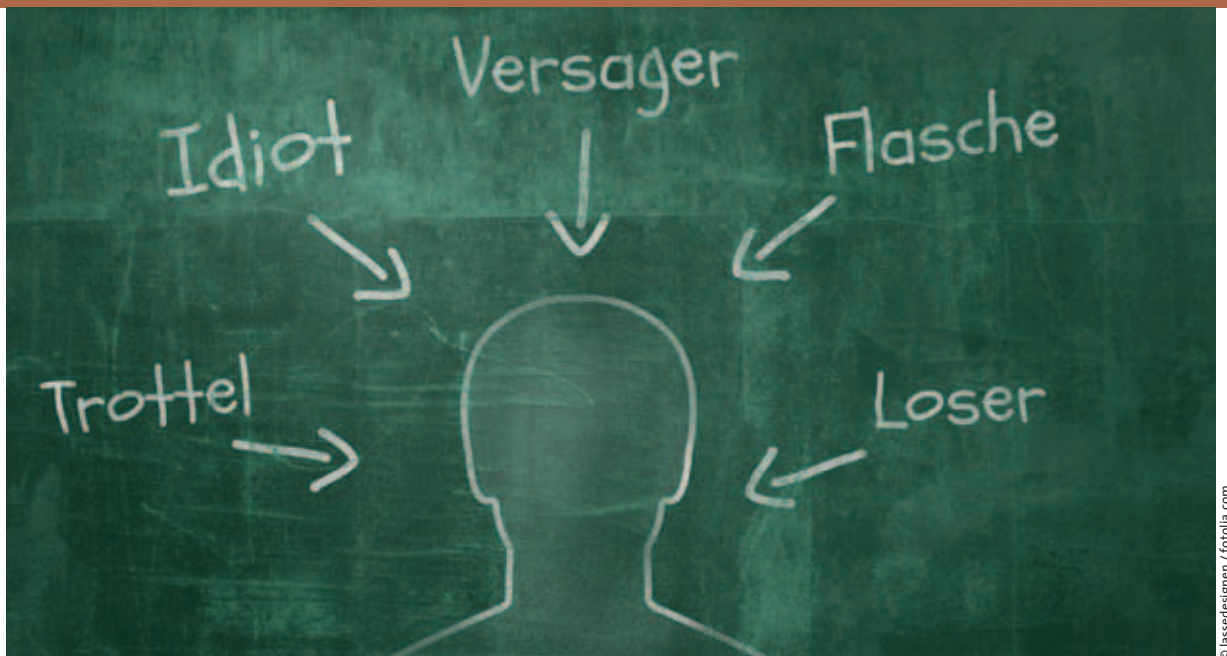 Versager
Idiot
Flasche
Trottel
Loser
© lassedesignen / fotolia.com